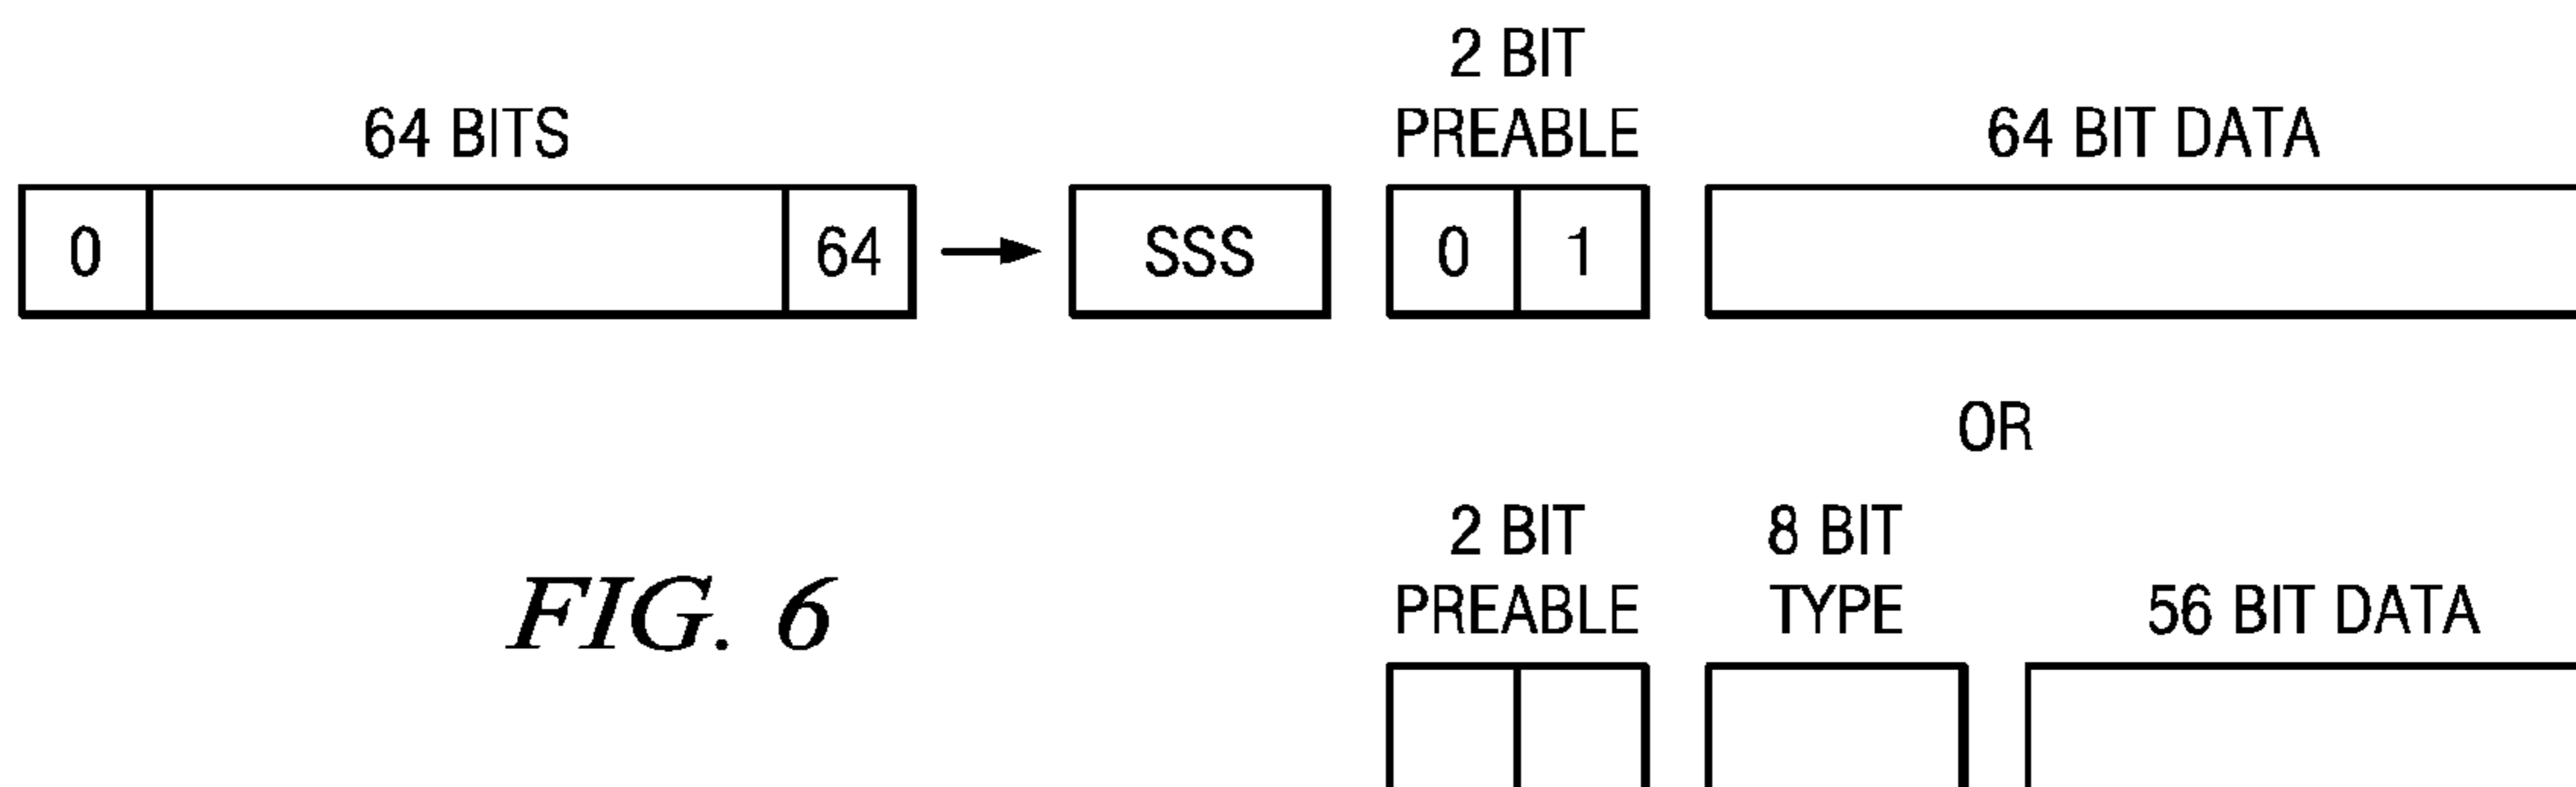 2 BIT
PREABLE
64 BITS
64 BIT DATA
0
64
SSS
0
1
OR
2 BIT
PREABLE
8 BIT
TYPE
56 BIT DATA
FIG. 6